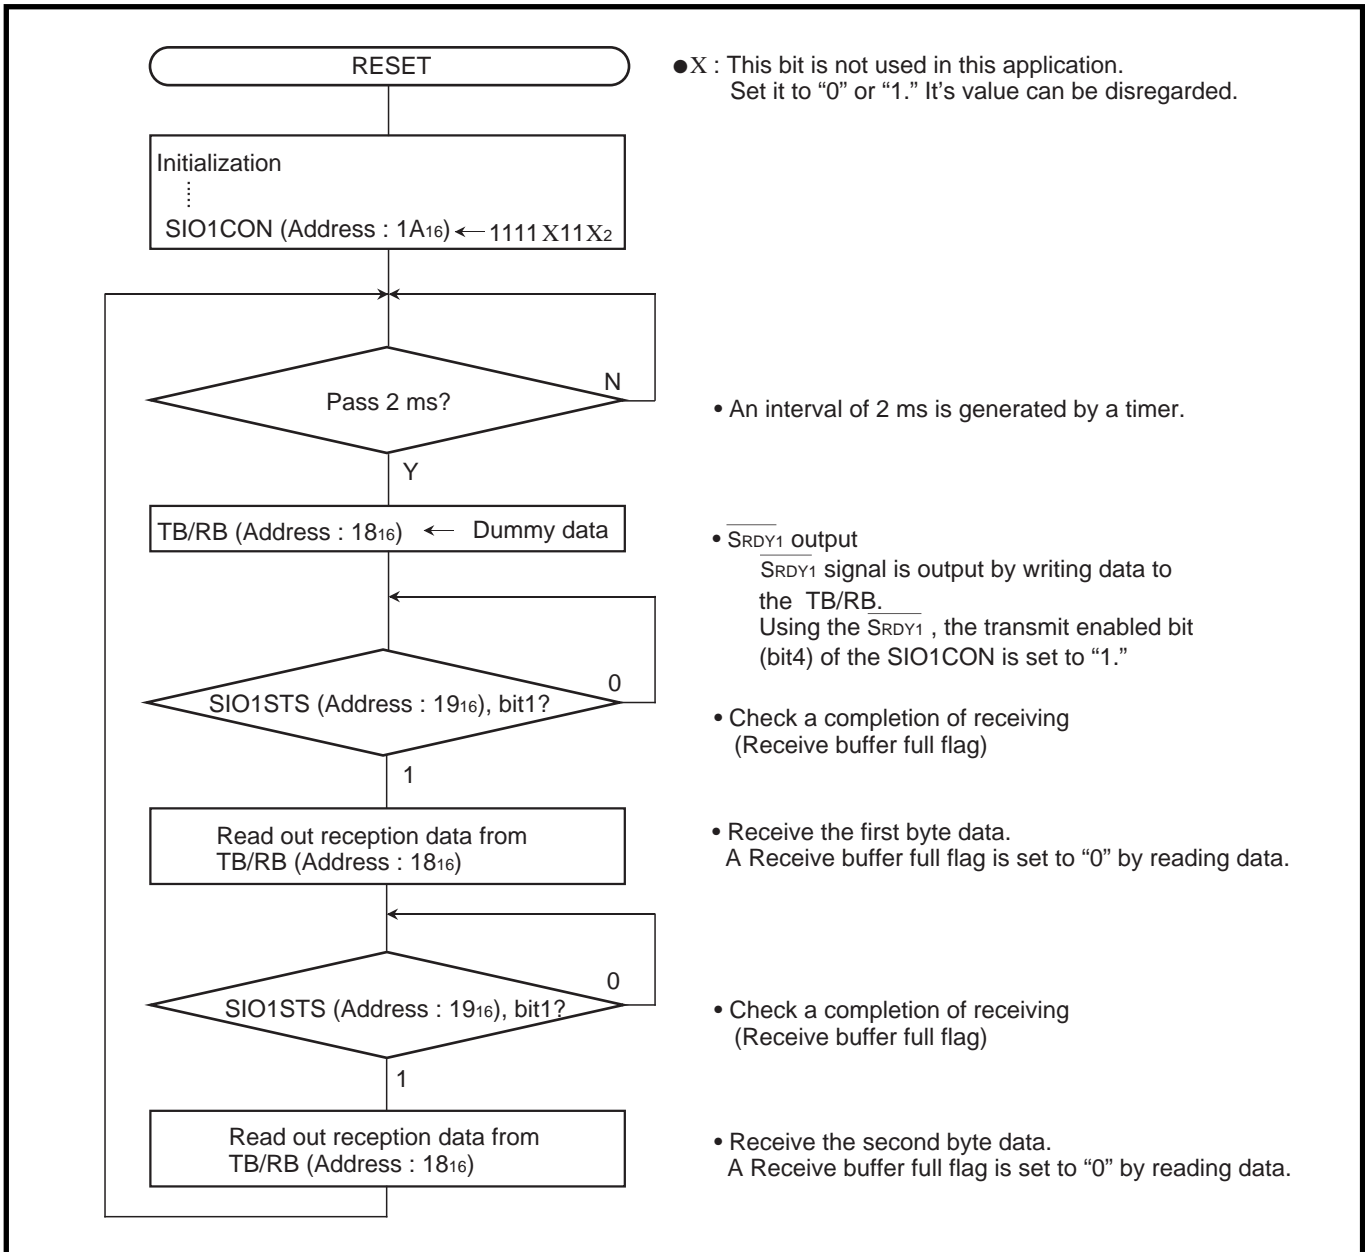 RESET
●X : This bit is not used in this application.
Set it to “0” or “1.” It’s value can be disregarded.
Initialization
SIO1CON (Address : 1A16) ← 1111X11X2
Pass 2 ms?
N
• An interval of 2 ms is generated by a timer.
Y
TB/RB (Address : 1816) ← Dummy data
• SRDY1 output
SRDY1 signal is output by writing data to
the TB/RB.
Using the SRDY1 , the transmit enabled bit
(bit4) of the SIO1CON is set to “1.”
SIO1STS (Address : 1916), bit1?
0
• Check a completion of receiving
(Receive buffer full flag)
1
Read out reception data from
TB/RB (Address : 1816)
• Receive the first byte data.
A Receive buffer full flag is set to “0” by reading data.
SIO1STS (Address : 1916), bit1?
0
• Check a completion of receiving
(Receive buffer full flag)
1
Read out reception data from
TB/RB (Address : 1816)
• Receive the second byte data.
A Receive buffer full flag is set to “0” by reading data.